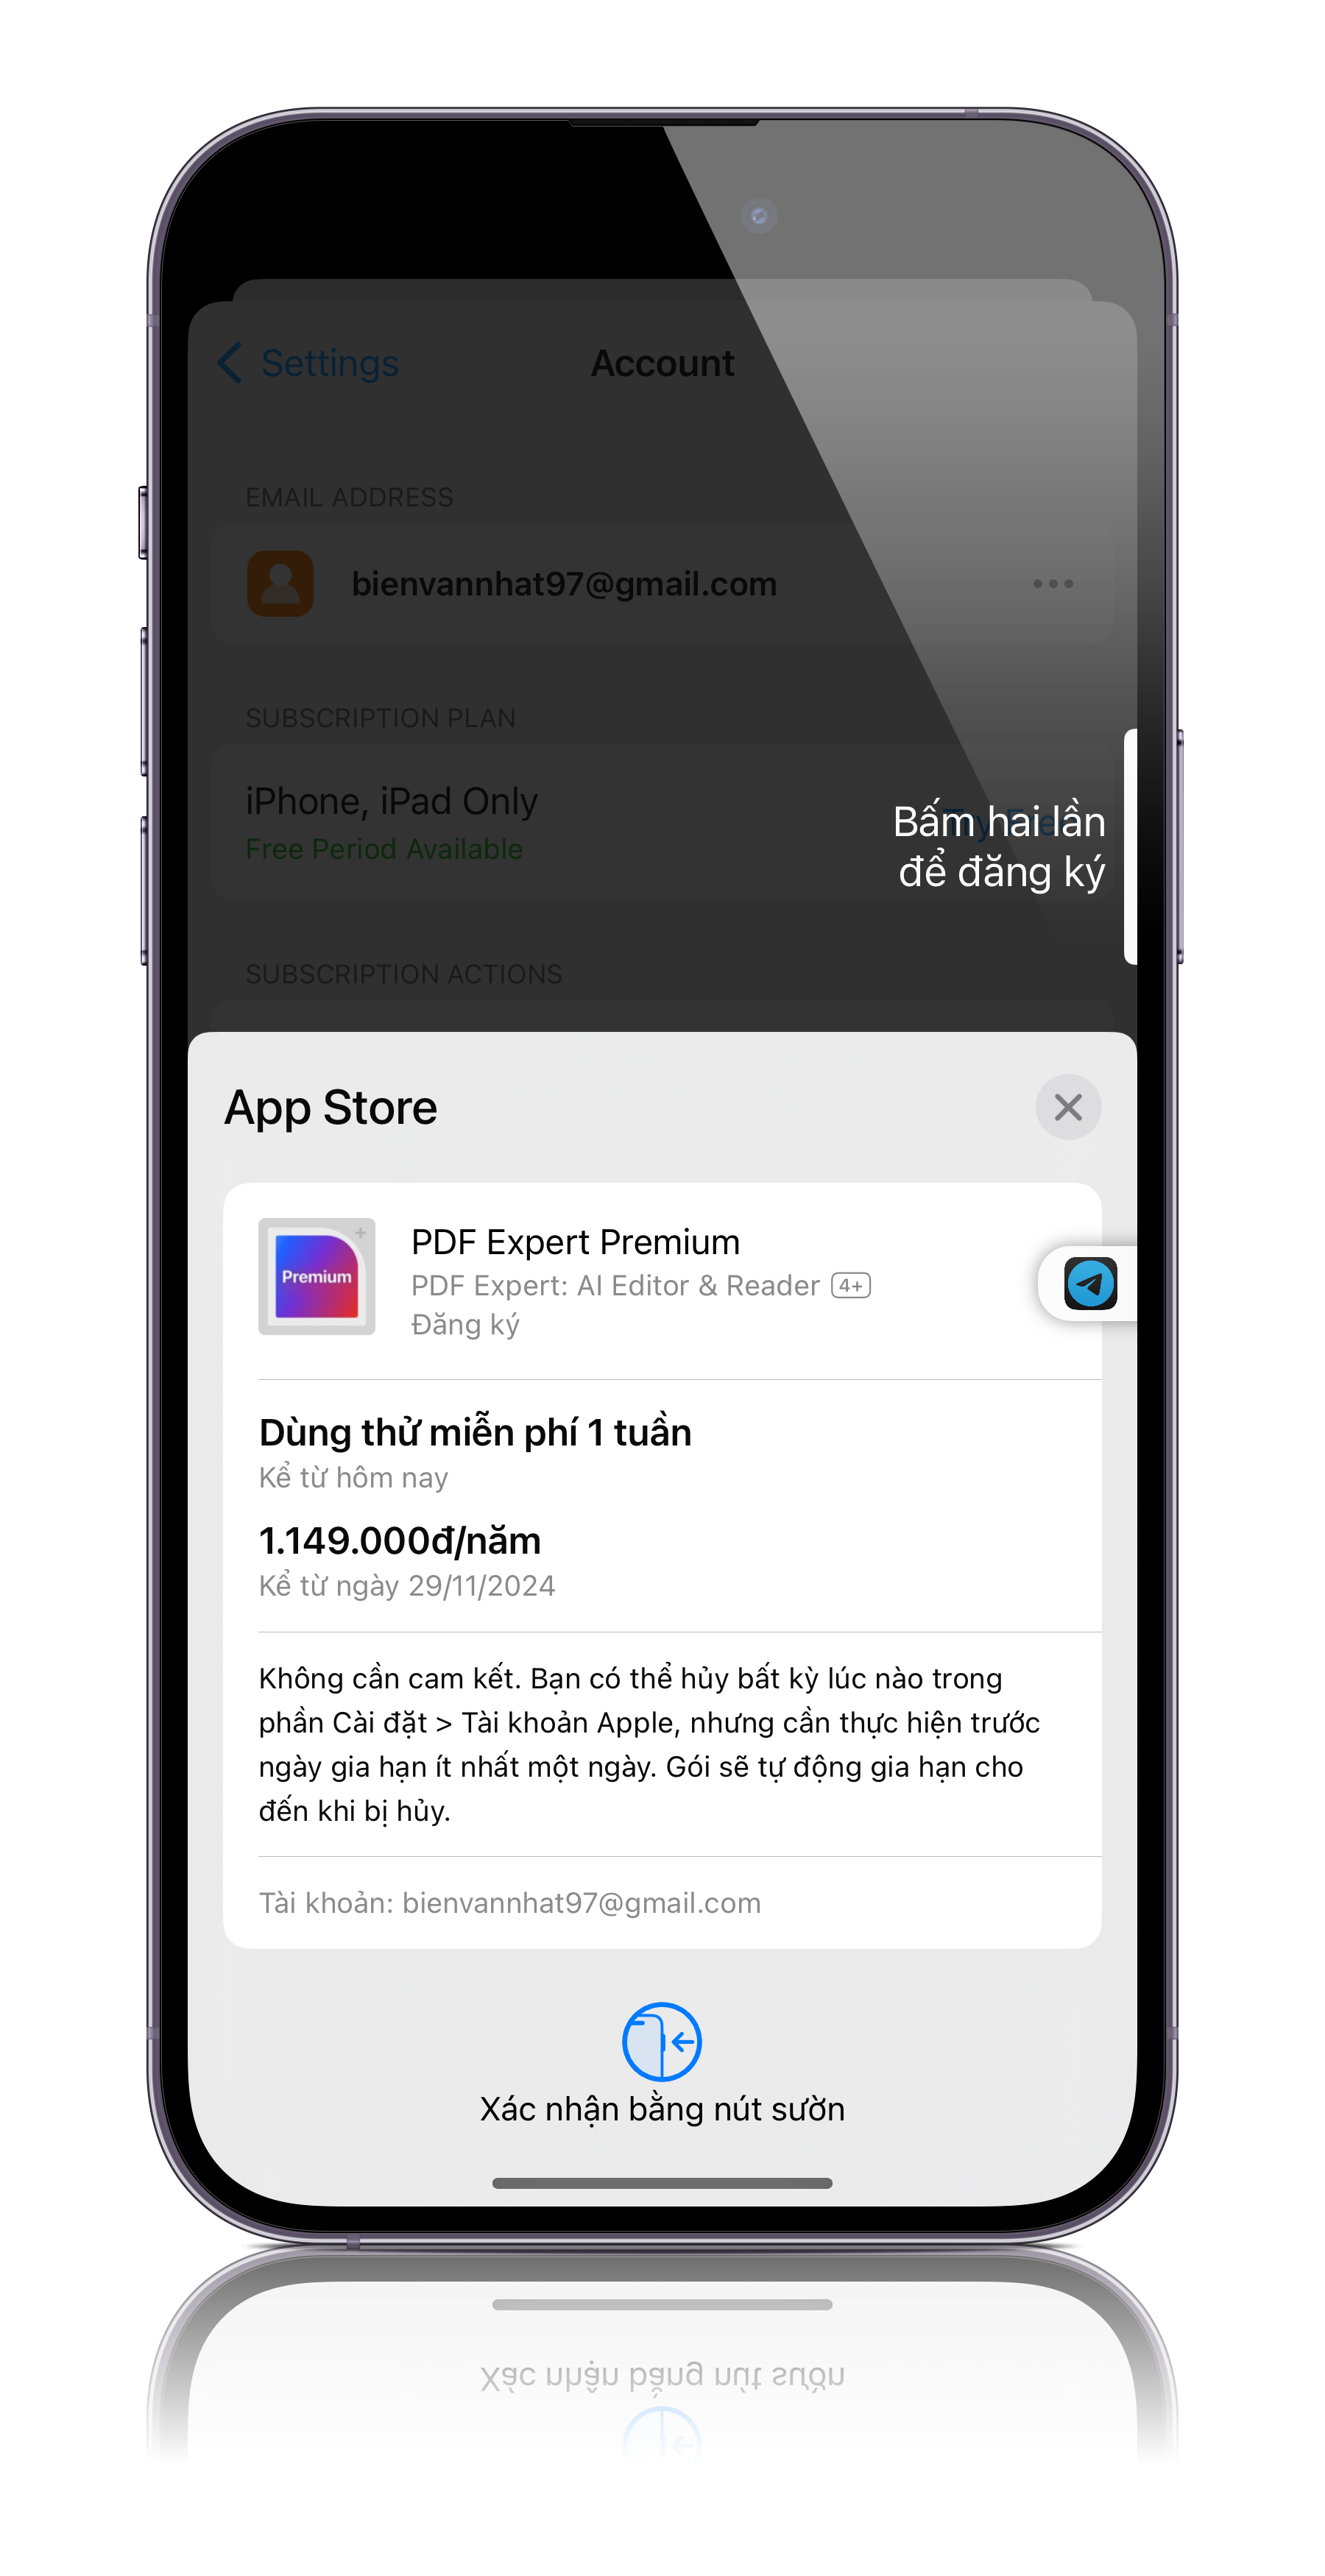 Settings
Account
EMAIL ADDRESS
bienvannhat97@gmail.com
SUBSCRIPTION PLAN
iPhone, iPad Only
Free Period Available
Bấm hai lần
để đăng ký
SUBSCRIPTION ACTIONS
App Store
Premium
PDF Expert Premium
PDF Expert: AI Editor & Reader 4+
Đăng ký
Dùng thử miễn phí 1 tuần
Kể từ hôm nay
1.149.000đ/năm
Kể từ ngày 29/11/2024
Không cần cam kết. Bạn có thể hủy bất kỳ lúc nào trong
phần Cài đặt > Tài khoản Apple, nhưng cần thực hiện trước
ngày gia hạn ít nhất một ngày. Gói sẽ tự động gia hạn cho
đến khi bị hủy.
Tài khoản: bienvannhat97@gmail.com
Xác nhận bằng nút sườn
Xác nhận bằng nút sườn